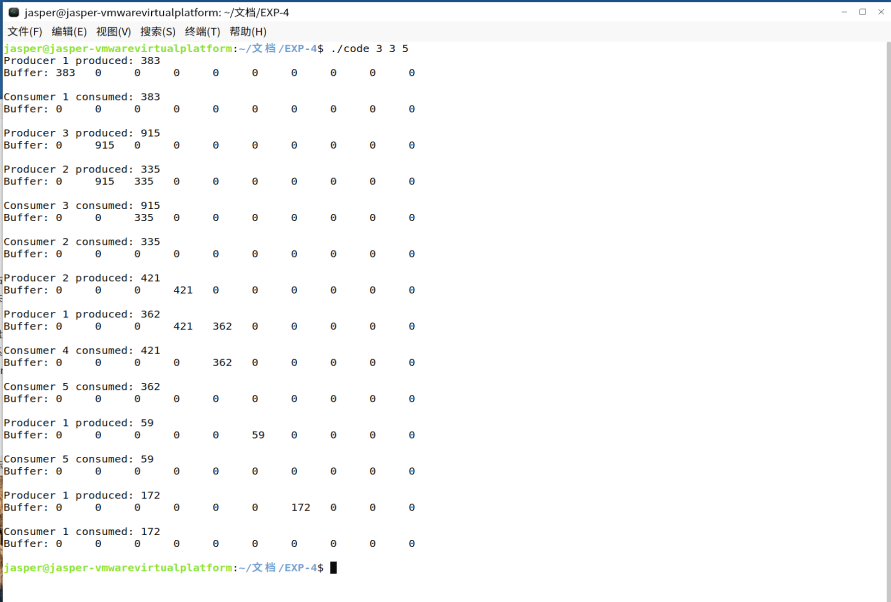 jasper@jasper-vmwarevirtualplatform: ~/文档/EXP-4
文件(F) 编辑(E) 视图(V) 搜索(S) 终端(T) 帮助(H)
jasper@jasper-vmwarevirtualplatform:~/文档/EXP-4$ ./code 3 3 5
Producer 1 produced: 383
Buffer: 383 0 0 0 0 0 0 0 0 0
Consumer 1 consumed: 383
Buffer: 0 0 0 0 0 0 0 0 0 0
Producer 3 produced: 915
Buffer: 0 915 0 0 0 0 0 0 0 0
Producer 2 produced: 335
Buffer: 0 915 335 0 0 0 0 0 0 0
Consumer 3 consumed: 915
Buffer: 0 0 335 0 0 0 0 0 0 0
Consumer 2 consumed: 335
Buffer: 0 0 0 0 0 0 0 0 0 0
Producer 2 produced: 421
Buffer: 0 0 0 421 0 0 0 0 0 0
Producer 1 produced: 362
Buffer: 0 0 0 421 362 0 0 0 0 0
Consumer 4 consumed: 421
Buffer: 0 0 0 0 362 0 0 0 0 0
Consumer 5 consumed: 362
Buffer: 0 0 0 0 0 0 0 0 0 0
Producer 1 produced: 59
Buffer: 0 0 0 0 0 59 0 0 0 0
Consumer 5 consumed: 59
Buffer: 0 0 0 0 0 0 0 0 0 0
Producer 1 produced: 172
Buffer: 0 0 0 0 0 0 172 0 0 0
Consumer 1 consumed: 172
Buffer: 0 0 0 0 0 0 0 0 0 0
jasper@jasper-vmwarevirtualplatform:~/文档/EXP-4$